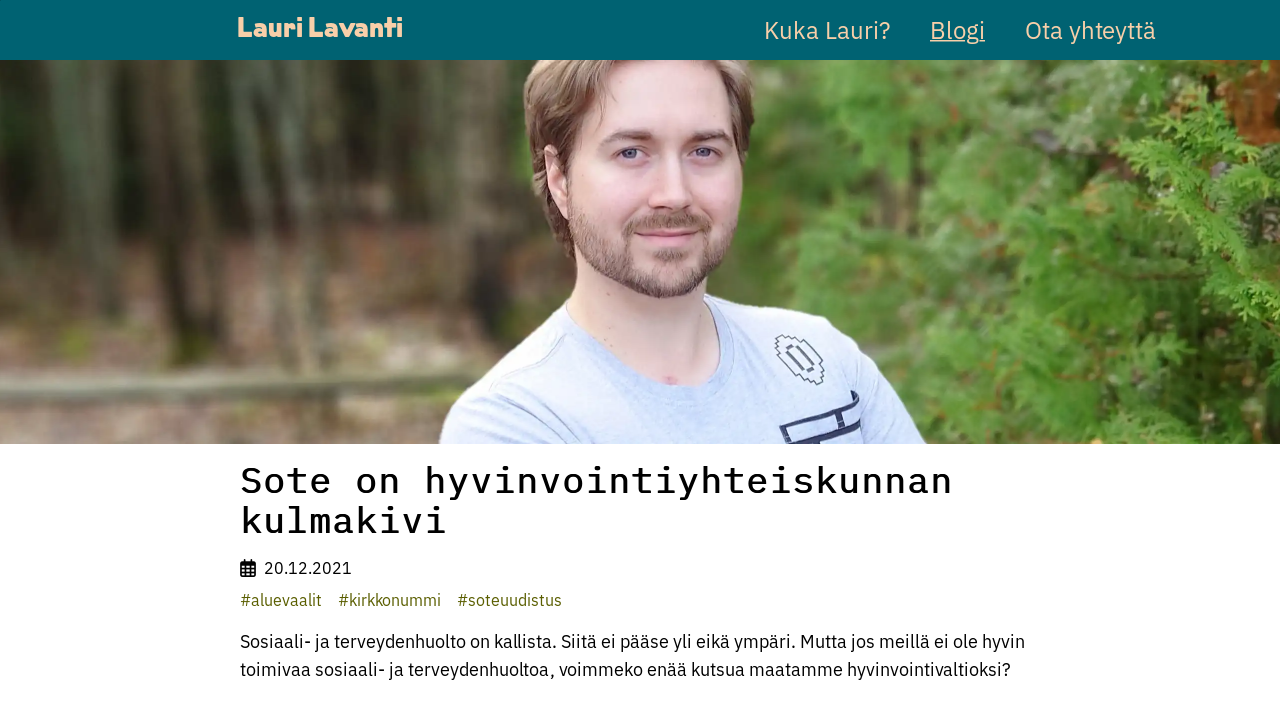 Lauri Lavanti
Kuka Lauri?
Blogi
Ota yhteyttä
Sote on hyvinvointiyhteiskunnan
kulmakivi
20.12.2021
#aluevaalit #kirkkonummi #soteuudistus
Sosiaali- ja terveydenhuolto on kallista. Siitä ei pääse yli eikä ympäri. Mutta jos meillä ei ole hyvin
toimivaa sosiaali- ja terveydenhuoltoa, voimmeko enää kutsua maatamme hyvinvointivaltioksi?